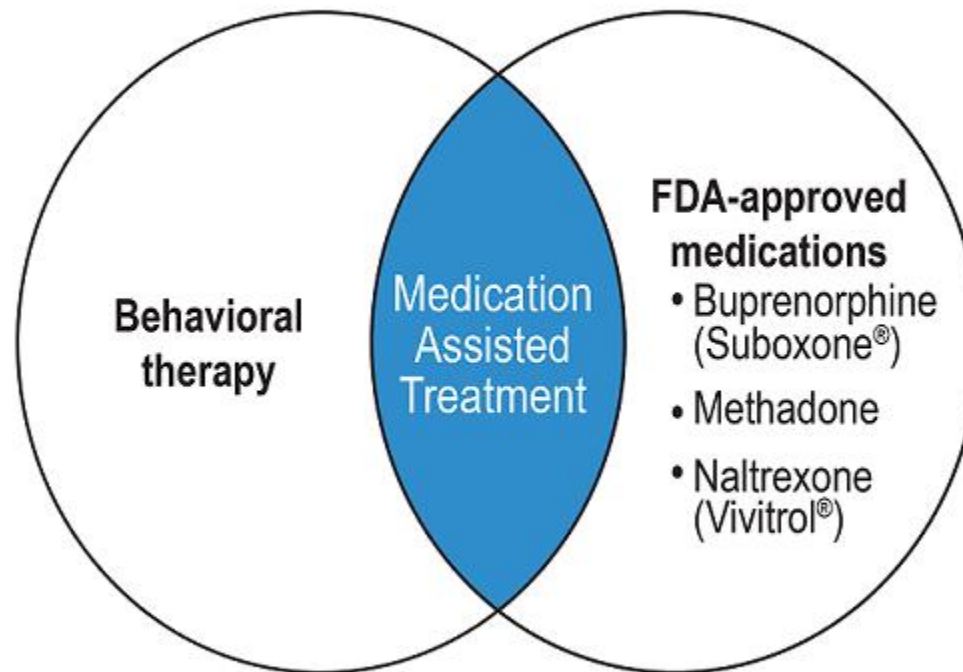 Behavioral
therapy
Medication
Assisted
Treatment
FDA-approved
medications
• Buprenorphine
(Suboxone®)
• Methadone
• Naltrexone
(Vivitrol®)